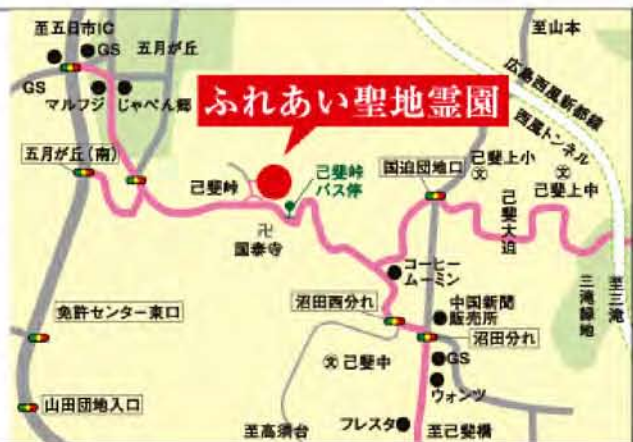 至五日市IC
GS
五月が丘
GS
マルフジ
じゃぺん郷
至山本
広島西風新都線
西風トンネル
ふれあい聖地霊園
五月が丘(南)
己斐峠
己斐峠
バス停
国泰寺
国迫団地口
己斐上小
己斐上中
己斐大迫
至三滝
三滝緑地
コーヒー
ムーミン
沼田西分れ
中国新聞
販売所
沼田分れ
免許センター東口
己斐中
GS
ウォンツ
山田団地入口
至高須台
フレスタ
至己斐橋